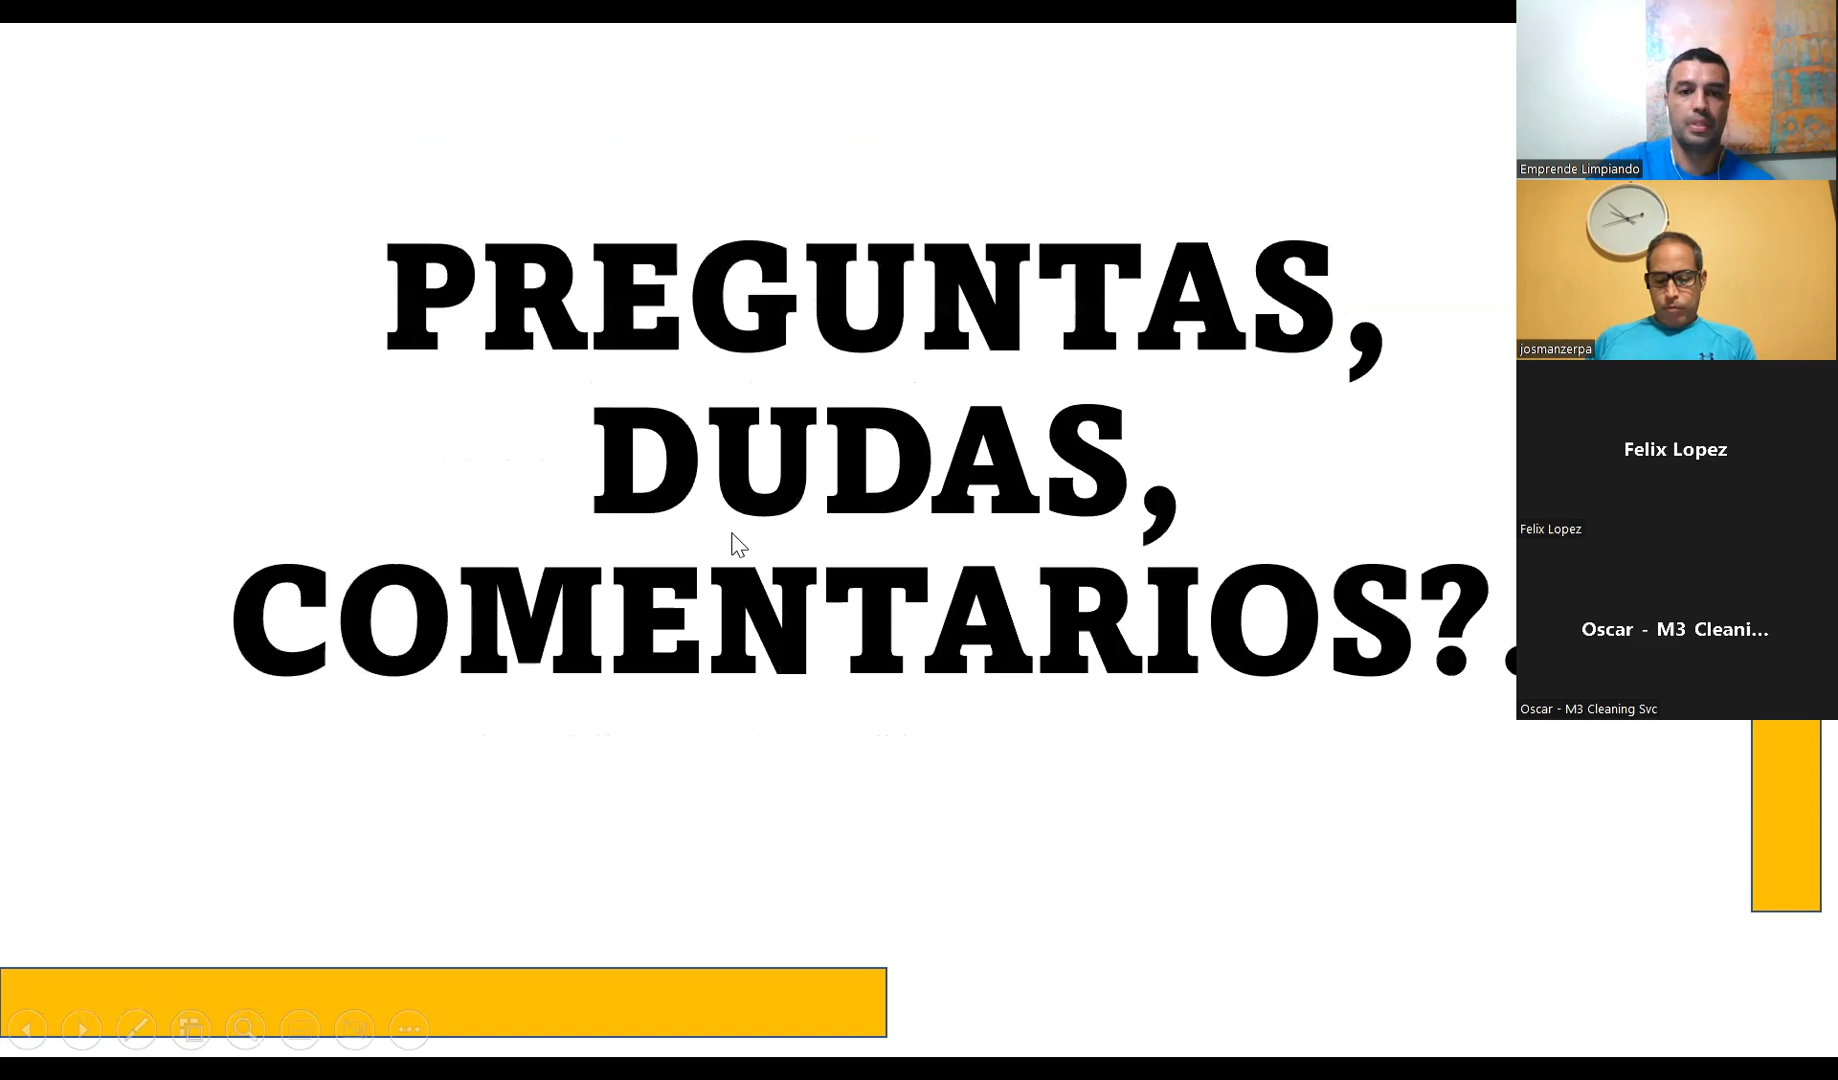 PREGUNTAS,
DUDAS,
COMENTARIOS?.
Emprende Limpiando
josmanzerpa
Felix Lopez
Felix Lopez
Oscar - M3 Cleani...
Oscar - M3 Cleaning Svc